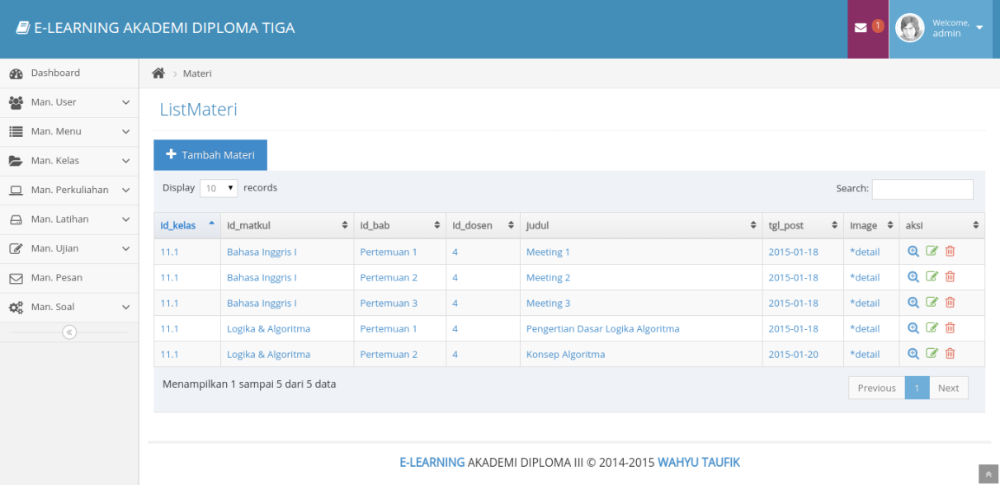 E-LEARNING AKADEMI DIPLOMA TIGA
1
Welcome,
admin
Dashboard
Man. User
Man. Menu
Man. Kelas
Man. Perkuliahan
Man. Latihan
Man. Ujian
Man. Pesan
Man. Soal
Materi
ListMateri
Tambah Materi
Display 10 records
Search:
id_kelas id_matkul id_bab id_dosen judul tgl_post image aksi
11.1 Bahasa Inggris I Pertemuan 1 4 Meeting 1 2015-01-18 *detail
11.1 Bahasa Inggris I Pertemuan 2 4 Meeting 2 2015-01-18 *detail
11.1 Bahasa Inggris I Pertemuan 3 4 Meeting 3 2015-01-18 *detail
11.1 Logika & Algoritma Pertemuan 1 4 Pengertian Dasar Logika Algoritma 2015-01-18 *detail
11.1 Logika & Algoritma Pertemuan 2 4 Konsep Algoritma 2015-01-20 *detail
Menampilkan 1 sampai 5 dari 5 data
Previous 1 Next
E-LEARNING AKADEMI DIPLOMA III © 2014-2015 WAHYU TAUFIK